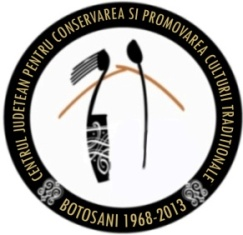 CENTRUL JUDETEAN PENTRU CONSERVAREA SI PROMOVAREA CULTURII TRADITIONALE
BOTOSANI 1968-2013